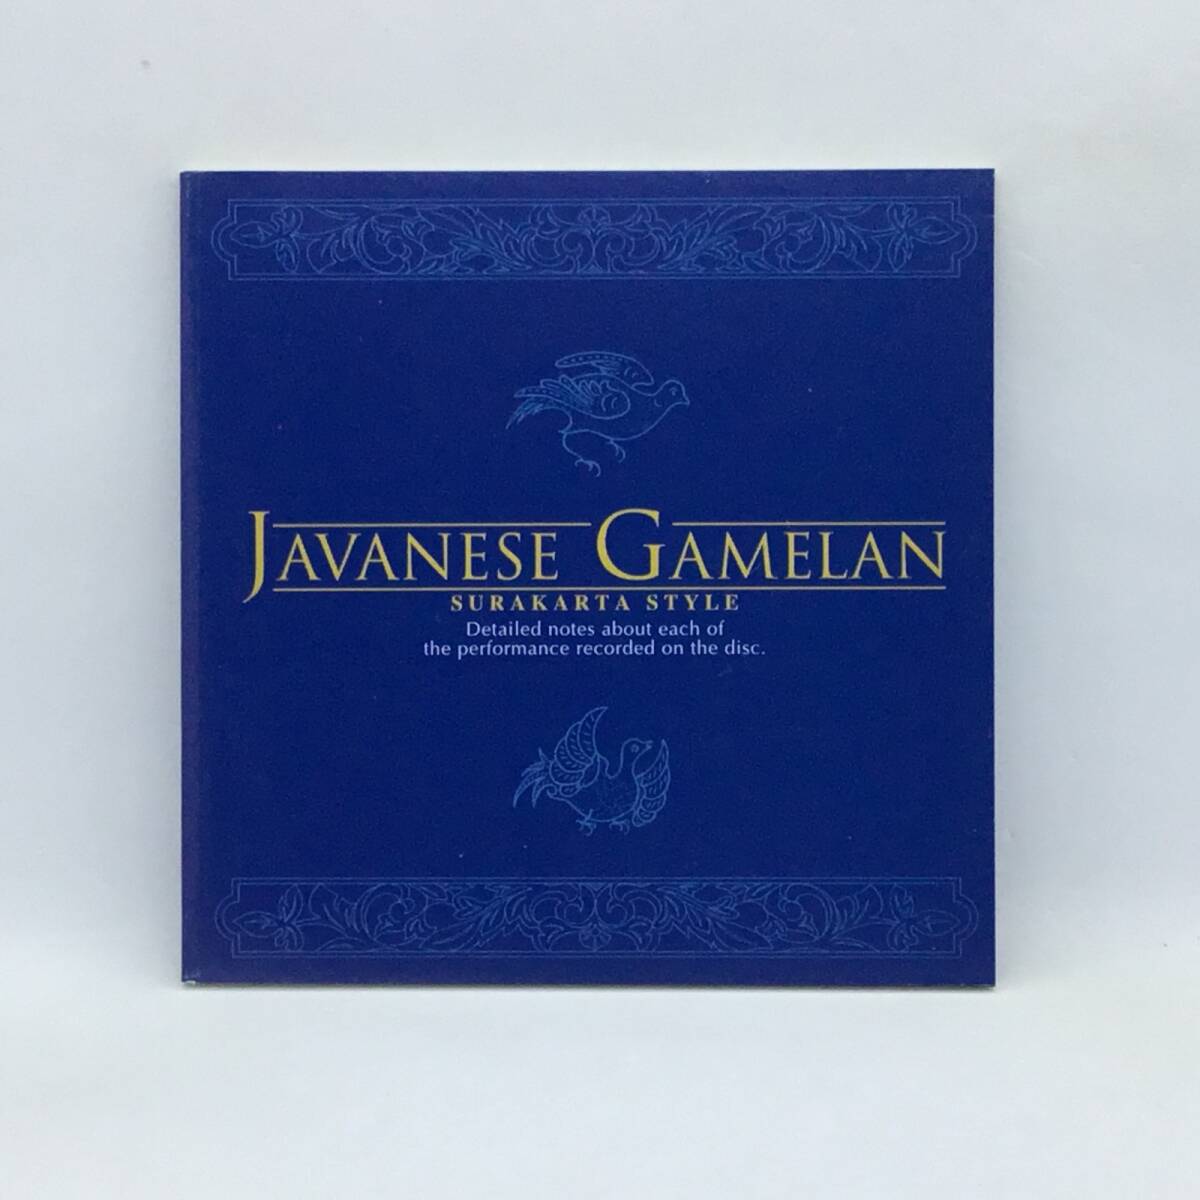 JAVANESE GAMELAN
SURAKARTA STYLE
Detailed notes about each of
the performance recorded on the disc.